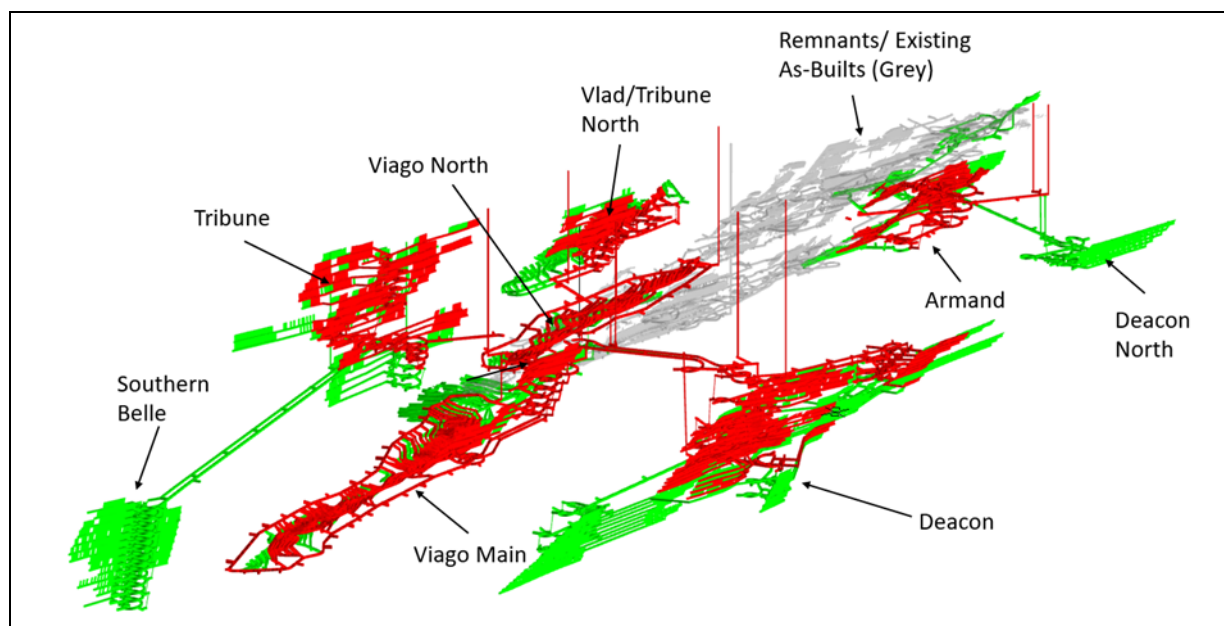 Remnants/ Existing
As-Builts (Grey)
Vlad/Tribune
North
Viago North
Tribune
Armand
Deacon
North
Southern
Belle
Deacon
Viago Main